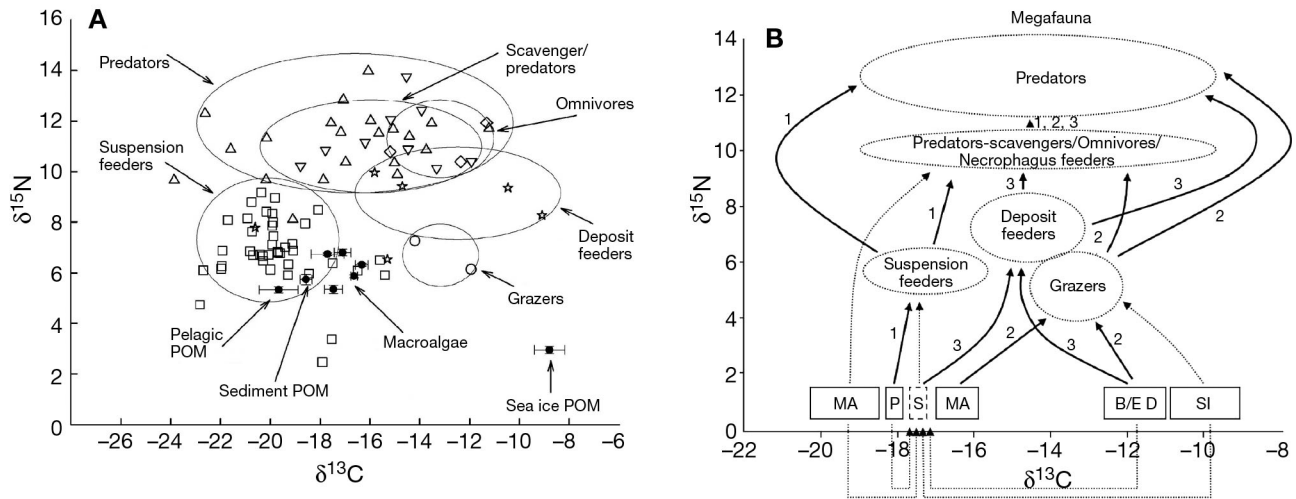 A
16
14
12
10
8
6
4
2
0
δ15N
−26
−24
−22
−20
−18
−16
−14
−12
−10
−8
−6
δ13C
Predators
Scavenger/
predators
Omnivores
Suspension
feeders
Deposit
feeders
Grazers
Pelagic
POM
Macroalgae
Sediment POM
Sea ice POM
B
Megafauna
14
12
10
8
6
4
2
0
δ15N
Predators
1
1, 2, 3
Predators-scavengers/Omnivores/
Necrophagus feeders
3
3
1
2
2
Deposit
feeders
Suspension
feeders
Grazers
1
3
2
3
2
MA
P
S
MA
B/E D
SI
−22
−20
−18
−16
−14
−12
−10
−8
δ13C